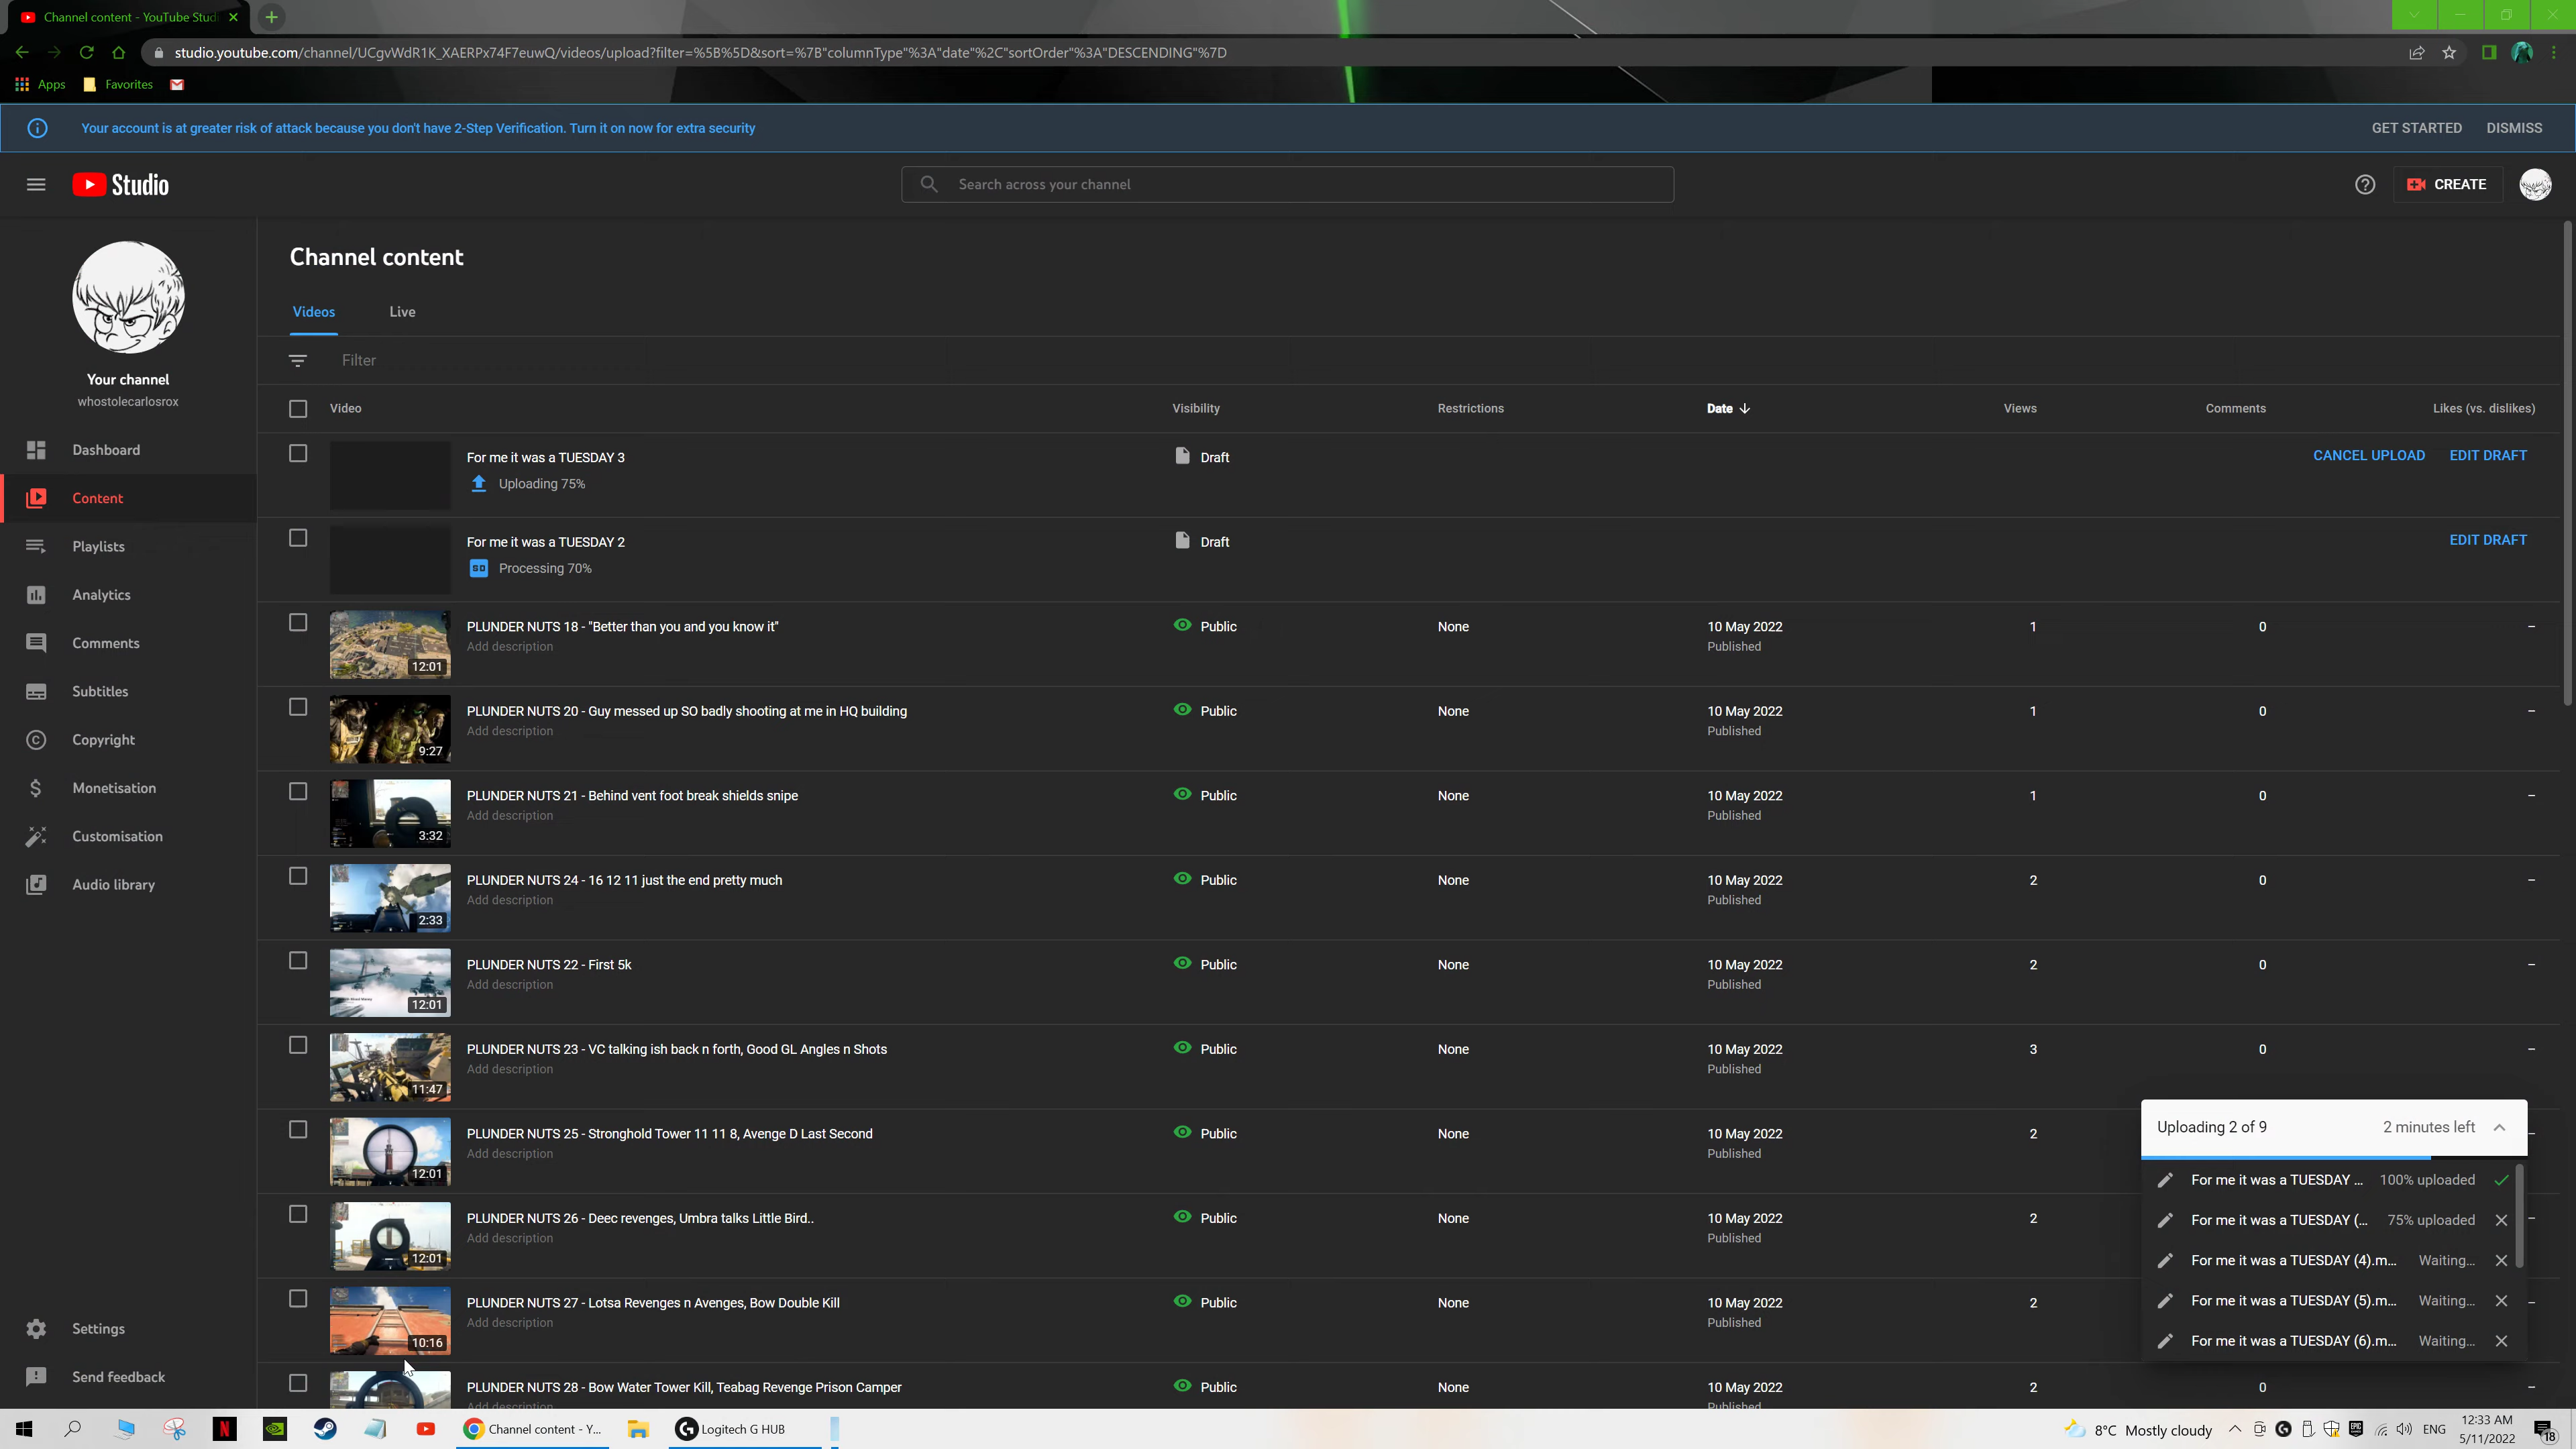 Channel content - YouTube Studi
studio.youtube.com/channel/UCgvWdR1K_XAERPx74F7euwQ/videos/upload?filter=%5B%5D&sort=%7B"columnType"%3A"date"%2C"sortOrder"%3A"DESCENDING"%7D
Apps Favorites
Your account is at greater risk of attack because you don't have 2-Step Verification. Turn it on now for extra security GET STARTED DISMISS
Studio Search across your channel CREATE
Channel content
Videos Live
Your channel
whostolecarlosrox
Dashboard
Content
Playlists
Analytics
Comments
Subtitles
Copyright
Monetisation
Customisation
Audio library
Settings
Send feedback
Filter
Video Visibility Restrictions Date Views Comments Likes (vs. dislikes)
For me it was a TUESDAY 3 Draft CANCEL UPLOAD EDIT DRAFT
Uploading 75%
For me it was a TUESDAY 2 Draft EDIT DRAFT
SD Processing 70%
PLUNDER NUTS 18 - "Better than you and you know it" Public None 10 May 2022 1 0 –
Add description Published
12:01
PLUNDER NUTS 20 - Guy messed up SO badly shooting at me in HQ building Public None 10 May 2022 1 0 –
Add description Published
9:27
PLUNDER NUTS 21 - Behind vent foot break shields snipe Public None 10 May 2022 1 0 –
Add description Published
3:32
PLUNDER NUTS 24 - 16 12 11 just the end pretty much Public None 10 May 2022 2 0 –
Add description Published
2:33
PLUNDER NUTS 22 - First 5k Public None 10 May 2022 2 0 –
Add description Published
12:01
PLUNDER NUTS 23 - VC talking ish back n forth, Good GL Angles n Shots Public None 10 May 2022 3 0 –
Add description Published
11:47
PLUNDER NUTS 25 - Stronghold Tower 11 11 8, Avenge D Last Second Public None 10 May 2022 2 –
Add description Published
12:01
PLUNDER NUTS 26 - Deec revenges, Umbra talks Little Bird.. Public None 10 May 2022 2 –
Add description Published
12:01
PLUNDER NUTS 27 - Lotsa Revenges n Avenges, Bow Double Kill Public None 10 May 2022 2 –
Add description Published
10:16
PLUNDER NUTS 28 - Bow Water Tower Kill, Teabag Revenge Prison Camper Public None 10 May 2022 2 0 –
Add description Published
Uploading 2 of 9 2 minutes left
For me it was a TUESDAY ... 100% uploaded
For me it was a TUESDAY (... 75% uploaded
For me it was a TUESDAY (4).m... Waiting...
For me it was a TUESDAY (5).m... Waiting...
For me it was a TUESDAY (6).m... Waiting...
Channel content - Y... Logitech G HUB 8°C Mostly cloudy ENG 12:33 AM
5/11/2022 18